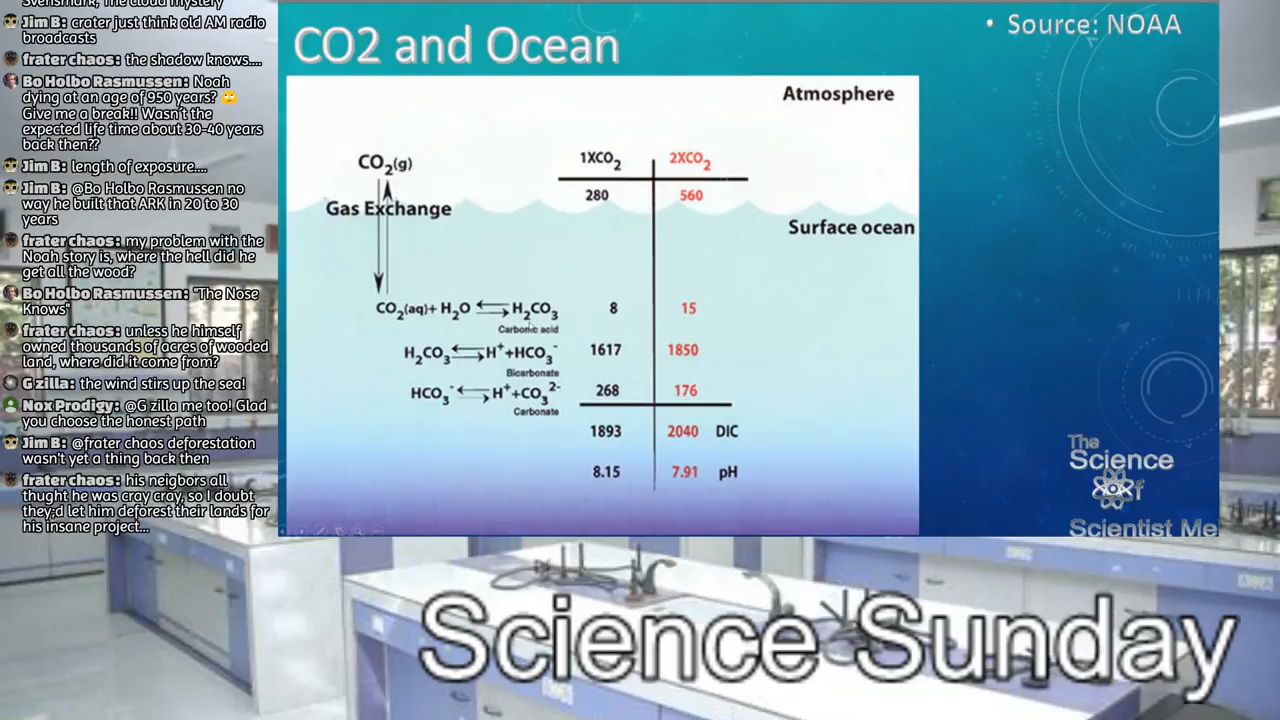 Svensmark, The cloud mystery
Jim B: crater just think old AM radio
broadcasts
frater chaos: the shadow knows....
Bo Holbo Rasmussen: Noah
dying at an age of 950 years? 🙄
Give me a break!! Wasn't the
expected life time about 30-40 years
back then??
Jim B: length of exposure....
Jim B: @Bo Holbo Rasmussen no
way he built that ARK in 20 to 30
years
frater chaos: my problem with the
Noah story is, where the hell did he
get all the wood?
Bo Holbo Rasmussen: "The Nose
Knows"
frater chaos: unless he himself
owned thousands of acres of wooded
land, where did it come from?
G zilla: the wind stirs up the sea!
Nox Prodigy: @G zilla me too! Glad
you choose the honest path
Jim B: @frater chaos deforestation
wasn't yet a thing back then
frater chaos: his neigbors all
thught he was cray cray, so I doubt
they;d let him deforest their lands for
his insane project...
CO2 and Ocean
• Source: NOAA
Atmosphere
CO2(g)
1XCO2 2XCO2
280 560
Gas Exchange
Surface ocean
CO2(aq)+ H2O ⇌ H2CO3 8 15
Carbonic acid
H2CO3 ⇌ H++HCO3- 1617 1850
Bicarbonate
HCO3- ⇌ H++CO32- 268 176
Carbonate
1893 2040 DIC
8.15 7.91 pH
The
Science
of
Scientist Me
Science Sunday